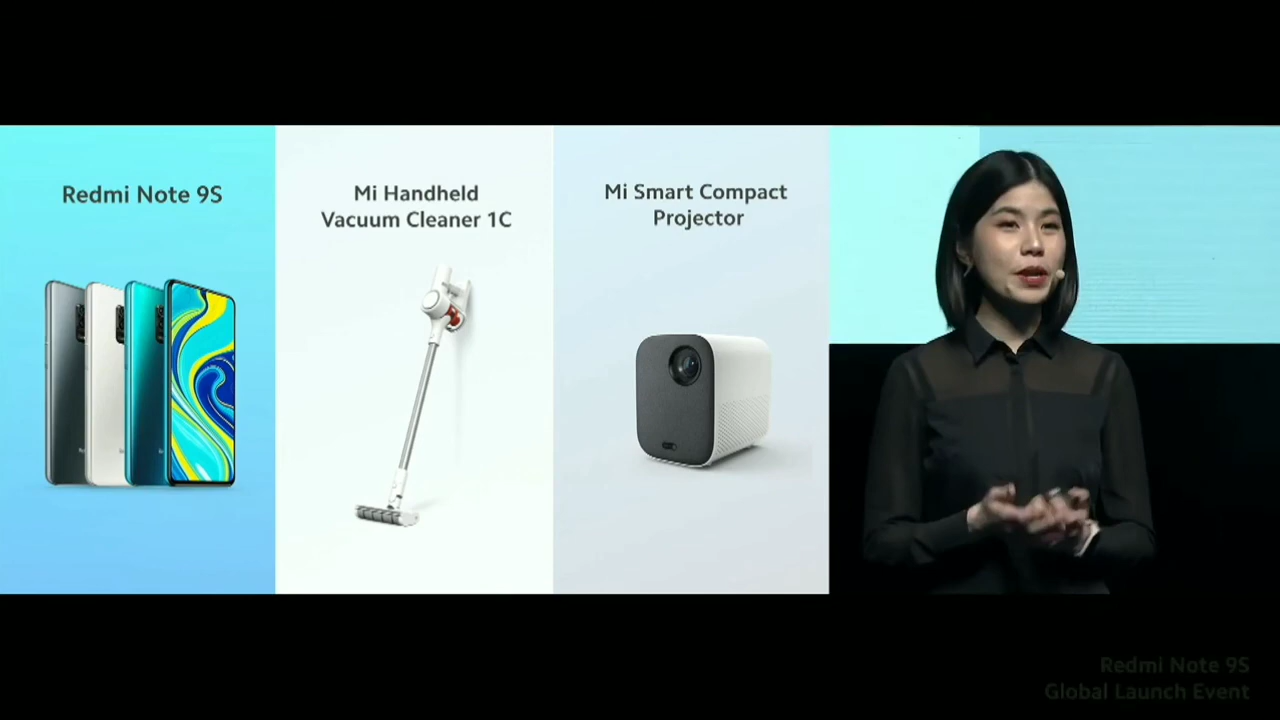 Redmi Note 9S
Mi Handheld
Vacuum Cleaner 1C
Mi Smart Compact
Projector
Redmi Note 9S
Global Launch Event